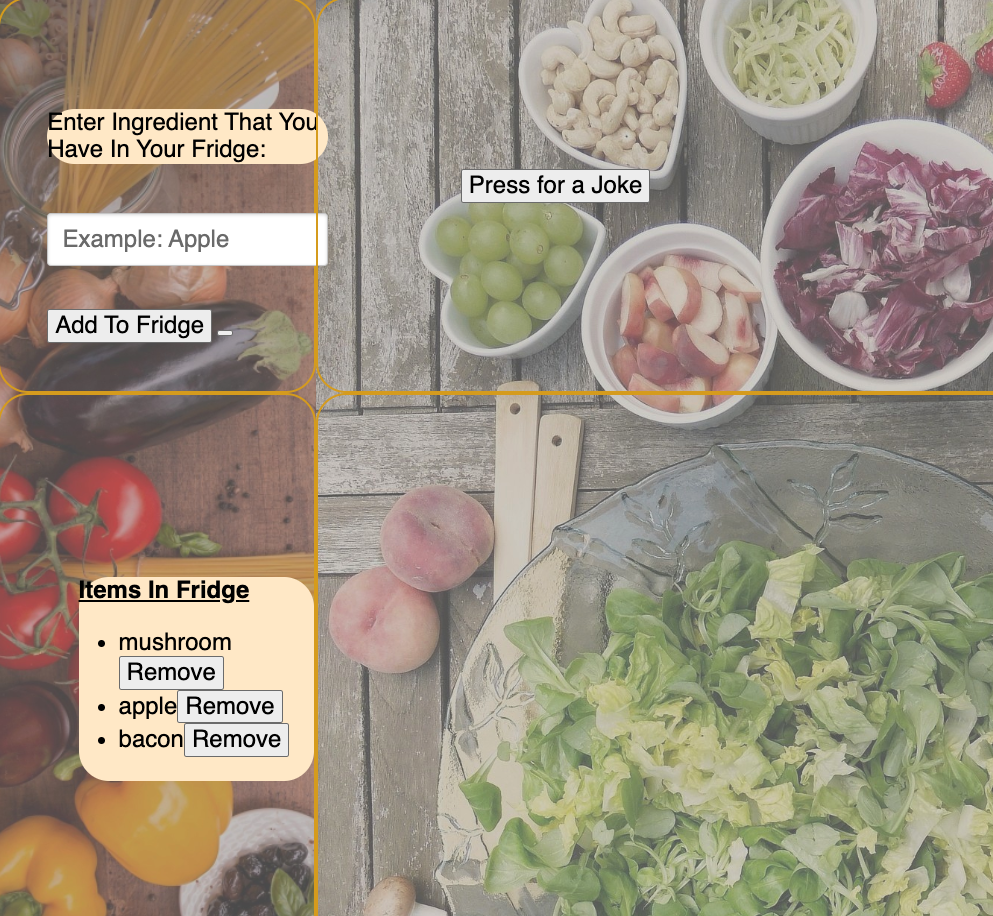 Enter Ingredient That You
Have In Your Fridge:
Example: Apple
Add To Fridge
Press for a Joke
Items In Fridge
mushroom
Remove
apple Remove
bacon Remove